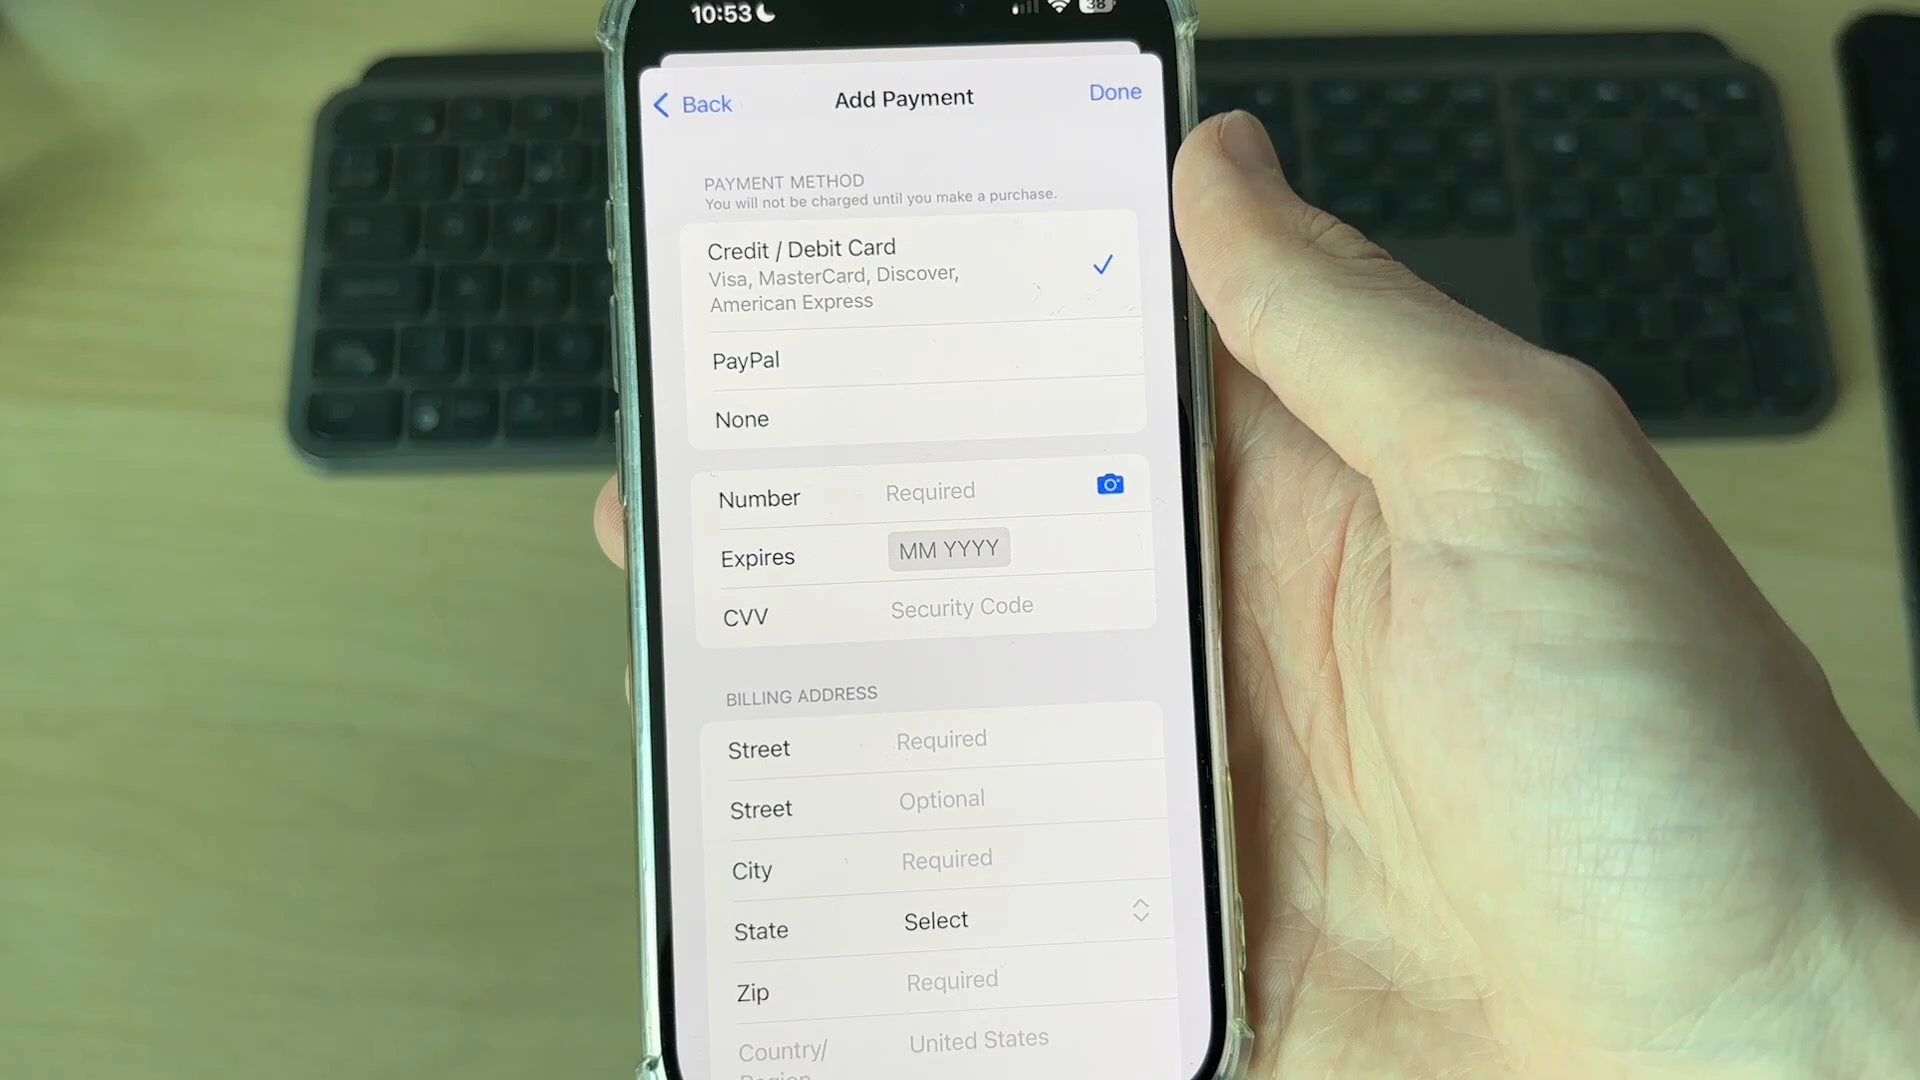 10:53
38
Back
Add Payment
Done
PAYMENT METHOD
You will not be charged until you make a purchase.
Credit / Debit Card
Visa, MasterCard, Discover,
American Express
PayPal
None
Number Required
Expires MM YYYY
CVV Security Code
BILLING ADDRESS
Street Required
Street Optional
City Required
State Select
Zip Required
Country/ United States
Region